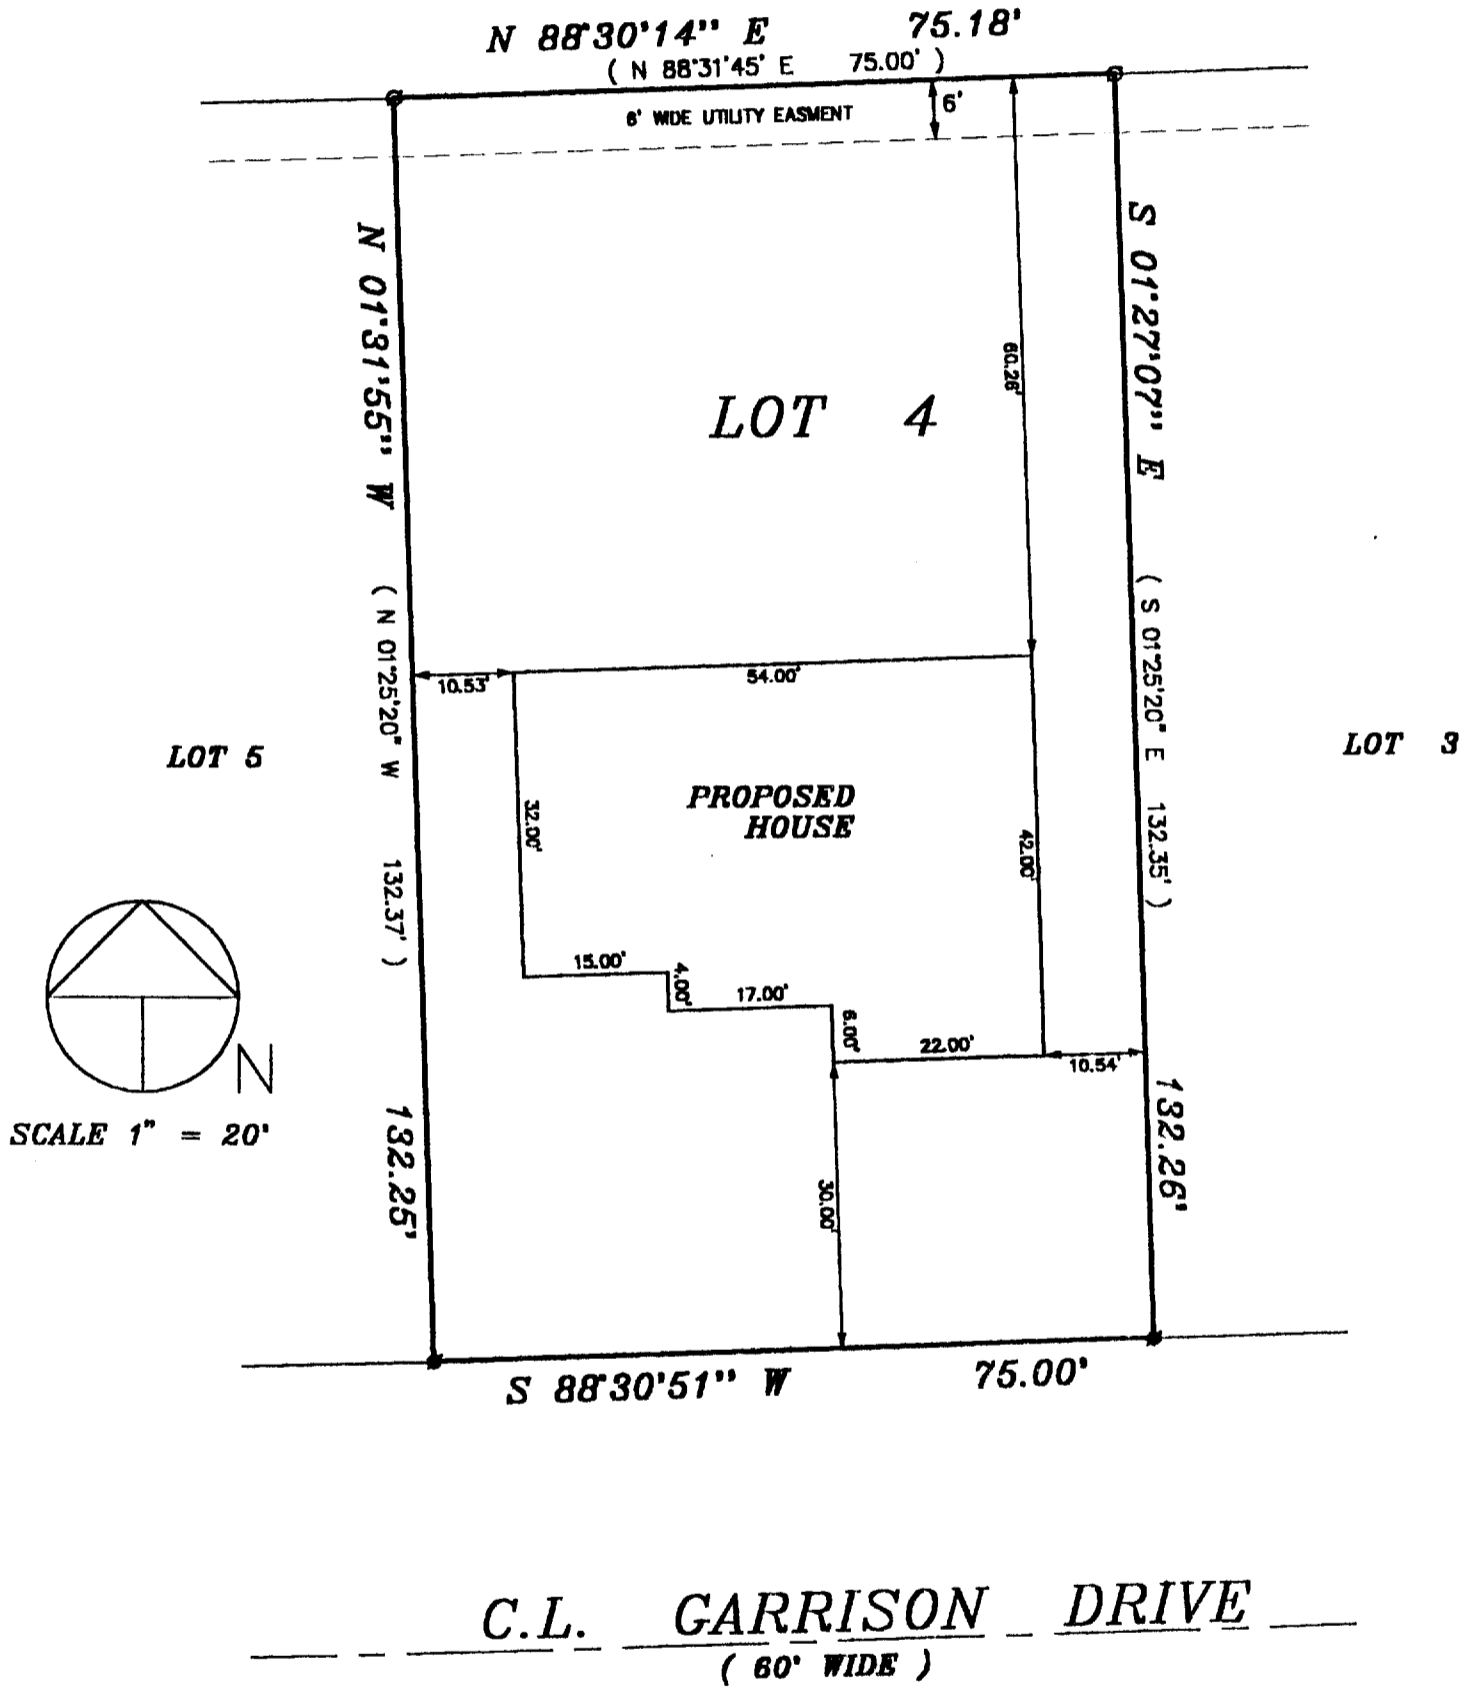 N 88°30'14" E 75.18'
( N 88°31'45' E 75.00' )
6' WIDE UTILITY EASMENT
6'
N 01°31'55" W
( N 01°25'20" W 132.37' )
132.25'
S 01°27'07" E
( S 01°25'20" E 132.35' )
132.26'
60.26'
LOT 4
10.53'
54.00'
LOT 5
LOT 3
PROPOSED
HOUSE
32.00'
42.00'
15.00'
4.00'
17.00'
6.00'
22.00'
10.54'
30.00'
N
SCALE 1" = 20'
S 88°30'51" W 75.00'
C.L. GARRISON DRIVE
( 60' WIDE )